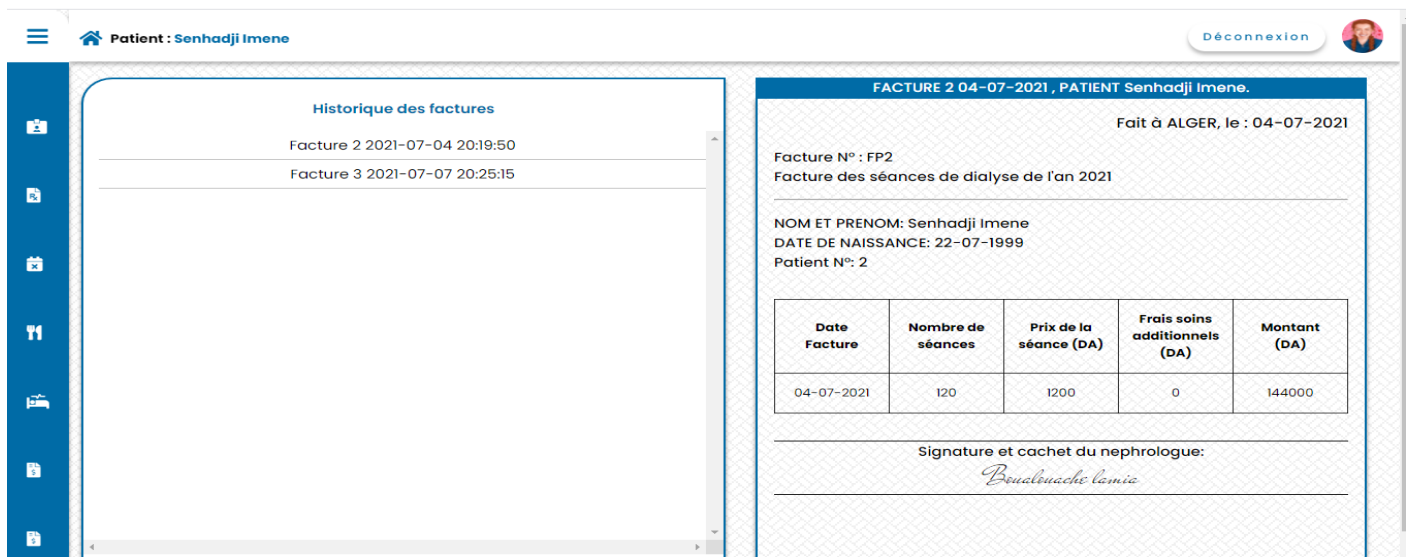 Patient : Senhadji Imene
Déconnexion
Historique des factures
Facture 2 2021-07-04 20:19:50
Facture 3 2021-07-07 20:25:15
FACTURE 2 04-07-2021 , PATIENT Senhadji Imene.
Fait à ALGER, le : 04-07-2021
Facture N° : FP2
Facture des séances de dialyse de l'an 2021
NOM ET PRENOM: Senhadji Imene
DATE DE NAISSANCE: 22-07-1999
Patient N°: 2
Date Facture
Nombre de séances
Prix de la séance (DA)
Frais soins additionnels (DA)
Montant (DA)
04-07-2021 120 1200 0 144000
Signature et cachet du nephrologue:
Boualouache lamia